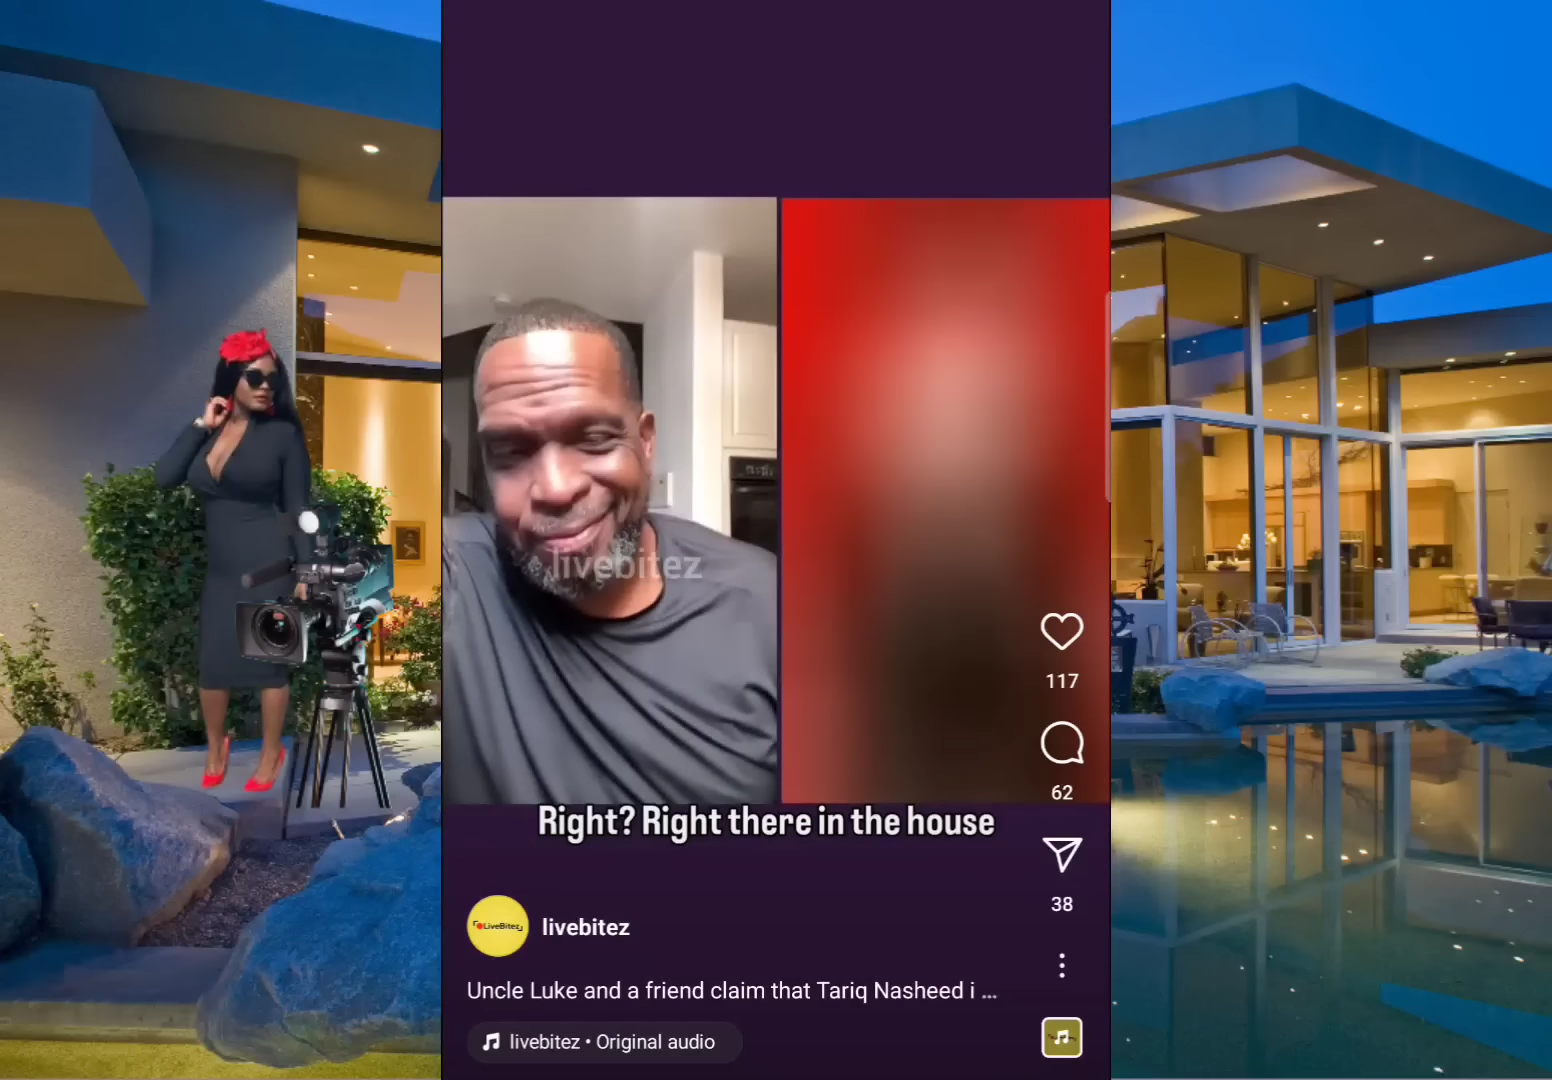 livebitez
117
62
Right? Right there in the house
38
LiveBitez
livebitez
Uncle Luke and a friend claim that Tariq Nasheed i ...
livebitez • Original audio